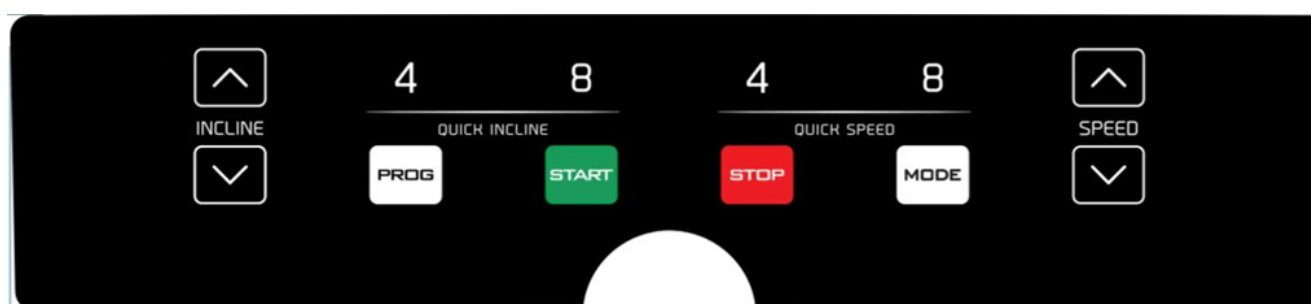 4 8 4 8
INCLINE QUICK INCLINE QUICK SPEED SPEED
PROG START STOP MODE